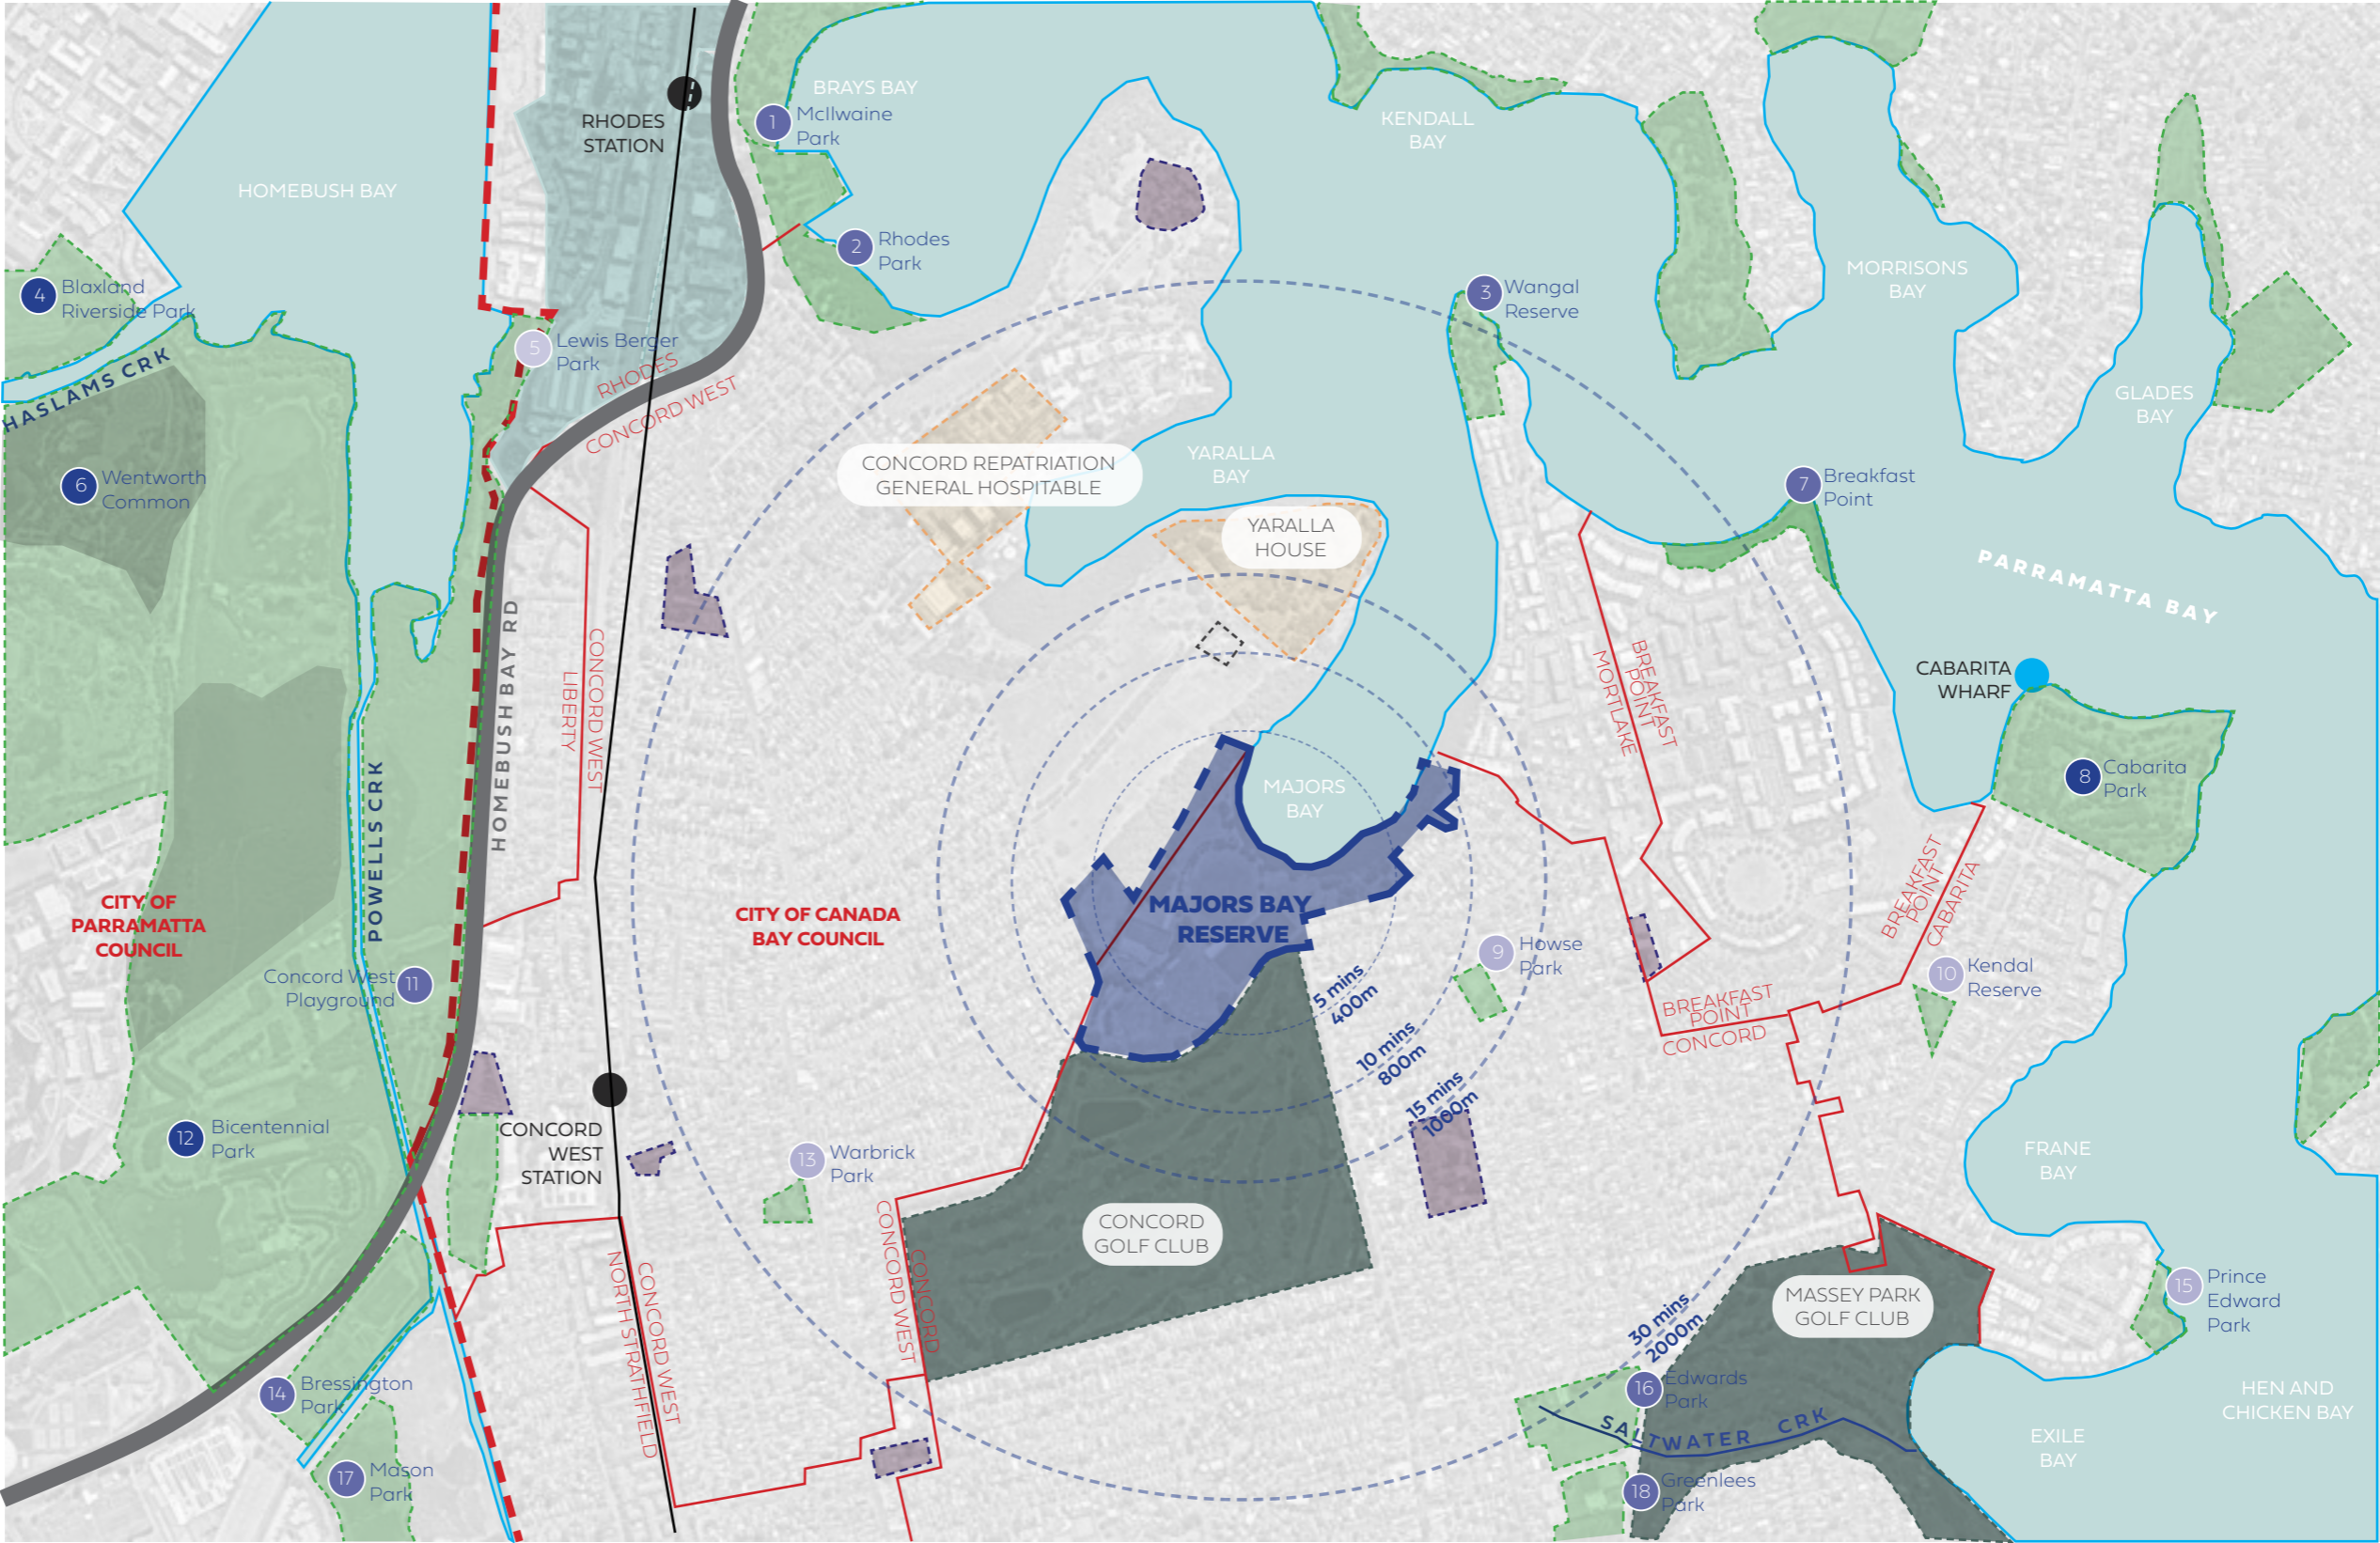 BRAYS BAY
1
McIlwaine
Park
RHODES
STATION
KENDALL
BAY
HOMEBUSH BAY
2
Rhodes
Park
MORRISONS
BAY
4
Blaxland
Riverside Park
3
Wangal
Reserve
5
Lewis Berger
Park
HASLAMS CRK
RHODES
CONCORD WEST
GLADES
BAY
CONCORD REPATRIATION
GENERAL HOSPITABLE
YARALLA
BAY
6
Wentworth
Common
7
Breakfast
Point
YARALLA
HOUSE
PARRAMATTA BAY
HOMEBUSH BAY RD
LIBERTY
CONCORD WEST
MORTLAKE
BREAKFAST
POINT
CABARITA
WHARF
8
Cabarita
Park
MAJORS
BAY
POWELLS CRK
CITY OF
PARRAMATTA
COUNCIL
CITY OF CANADA
BAY COUNCIL
MAJORS BAY
RESERVE
BREAKFAST
POINT
CABARITA
9
Howse
Park
10
Kendal
Reserve
Concord West
Playground
11
5 mins
400m
BREAKFAST
POINT
CONCORD
10 mins
800m
15 mins
1000m
12
Bicentennial
Park
CONCORD
WEST
STATION
13
Warbrick
Park
FRANE
BAY
CONCORD
GOLF CLUB
CONCORD WEST
CONCORD
NORTH STRATHFIELD
CONCORD WEST
MASSEY PARK
GOLF CLUB
15
Prince
Edward
Park
30 mins
2000m
14
Bressington
Park
16
Edwards
Park
HEN AND
CHICKEN BAY
SALTWATER CRK
EXILE
BAY
17
Mason
Park
18
Greenlees
Park